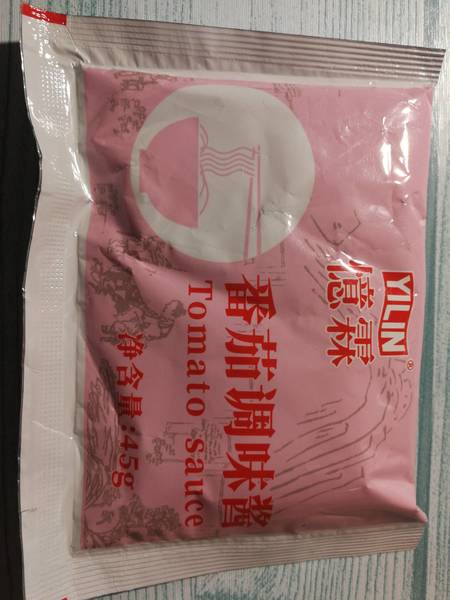 YILIN®
憶霖
番茄调味酱
Tomato sauce
净含量:45g